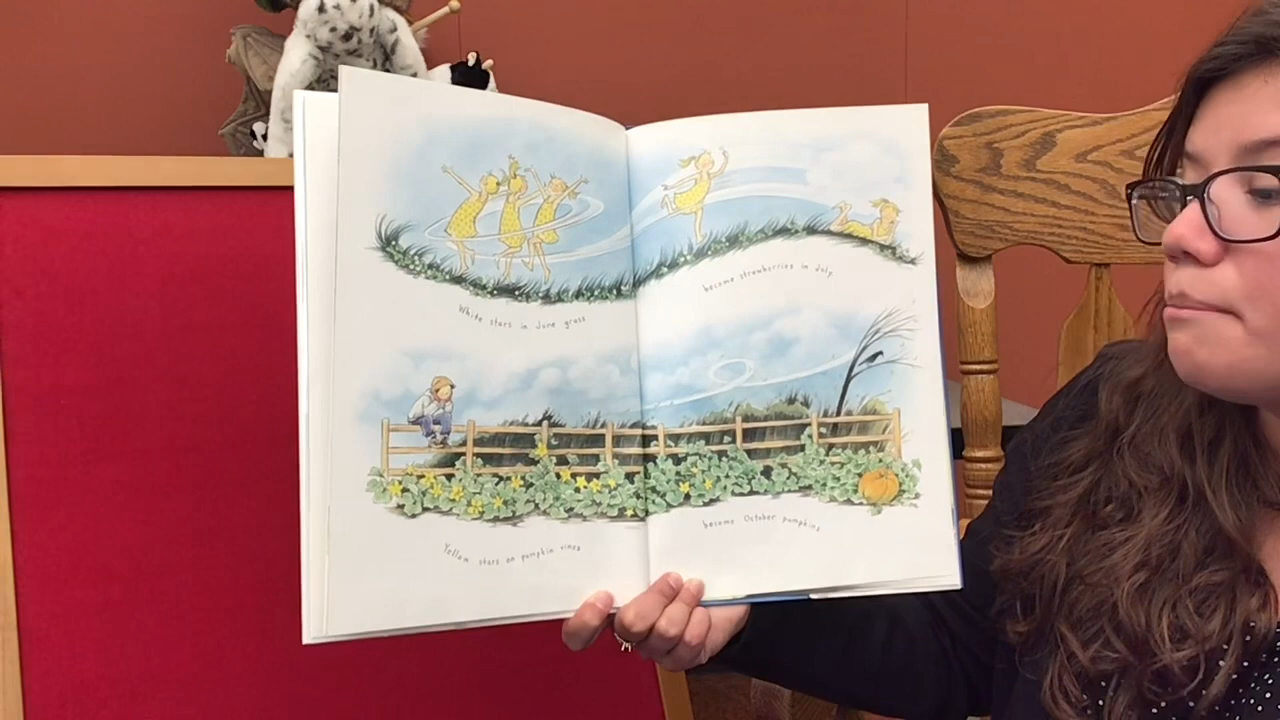 White stars in June grass
become strawberries in July.
Yellow stars on pumpkin vines
become October pumpkins